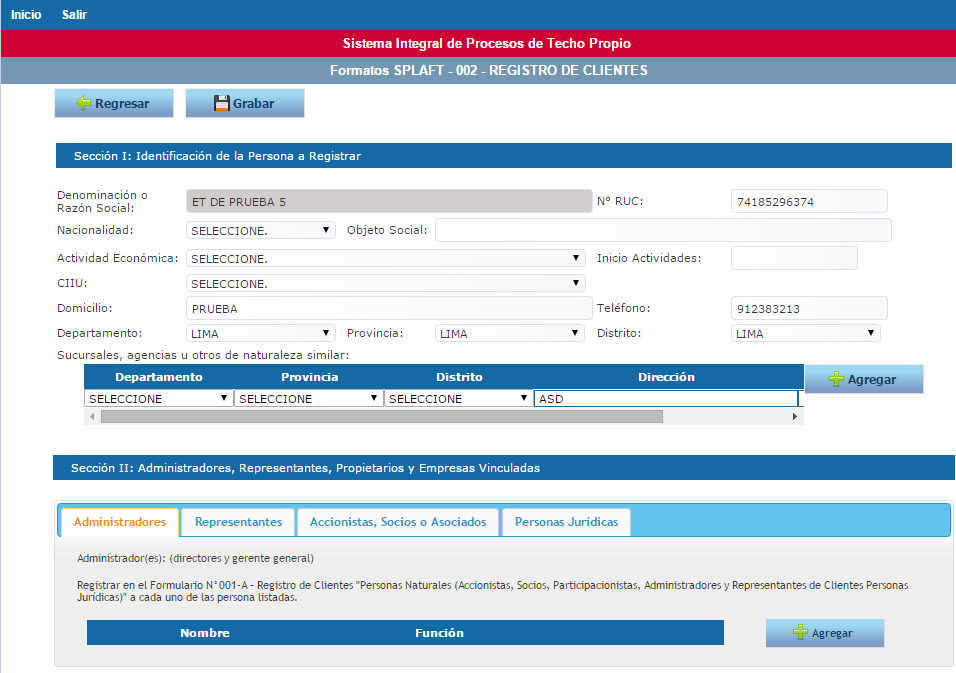 Inicio Salir
Sistema Integral de Procesos de Techo Propio
Formatos SPLAFT - 002 - REGISTRO DE CLIENTES
Regresar Grabar
Sección I: Identificación de la Persona a Registrar
Denominación o
Razón Social: ET DE PRUEBA 5 N° RUC: 74185296374
Nacionalidad: SELECCIONE. Objeto Social:
Actividad Económica: SELECCIONE. Inicio Actividades:
CIIU: SELECCIONE.
Domicilio: PRUEBA Teléfono: 912383213
Departamento: LIMA Provincia: LIMA Distrito: LIMA
Sucursales, agencias u otros de naturaleza similar:
Departamento Provincia Distrito Dirección Agregar
SELECCIONE SELECCIONE SELECCIONE ASD
Sección II: Administradores, Representantes, Propietarios y Empresas Vinculadas
Administradores Representantes Accionistas, Socios o Asociados Personas Jurídicas
Administrador(es): (directores y gerente general)
Registrar en el Formulario N°001-A - Registro de Clientes "Personas Naturales (Accionistas, Socios, Participacionistas, Administradores y Representantes de Clientes Personas
Jurídicas)" a cada uno de las persona listadas.
Nombre Función Agregar